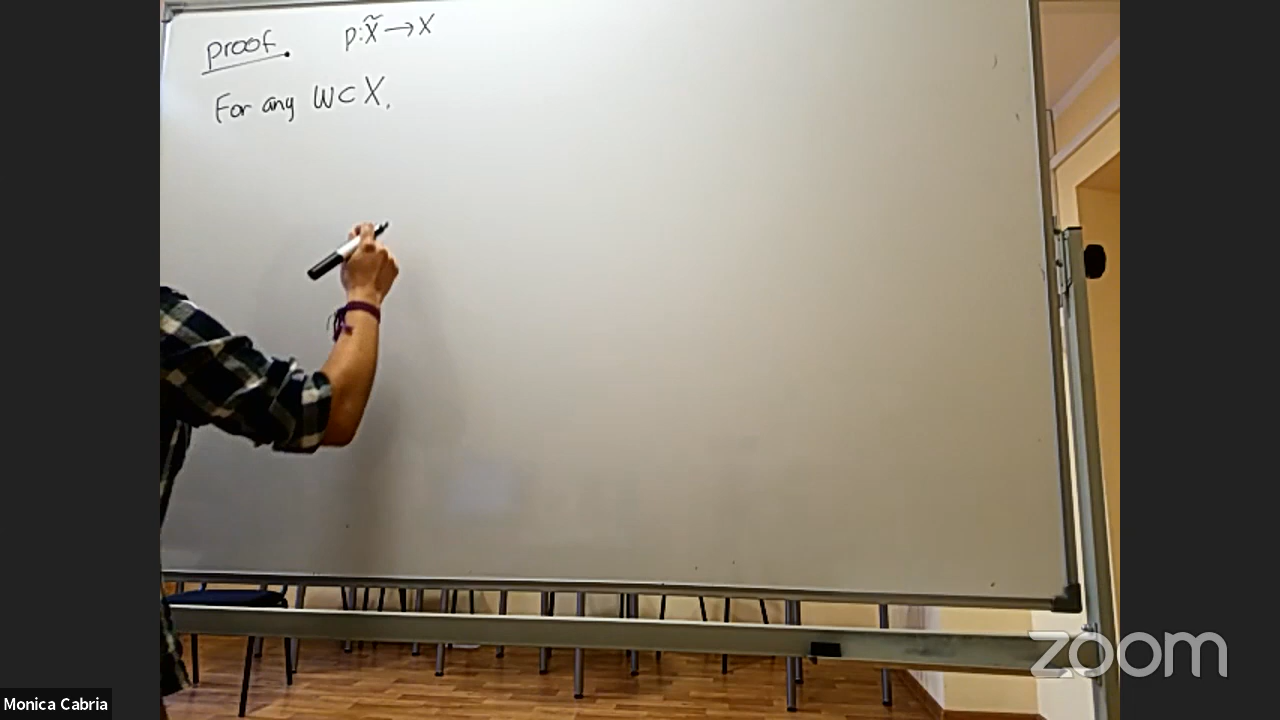 proof. p: X̃ → X
For any W ⊂ X,
zoom
Monica Cabria